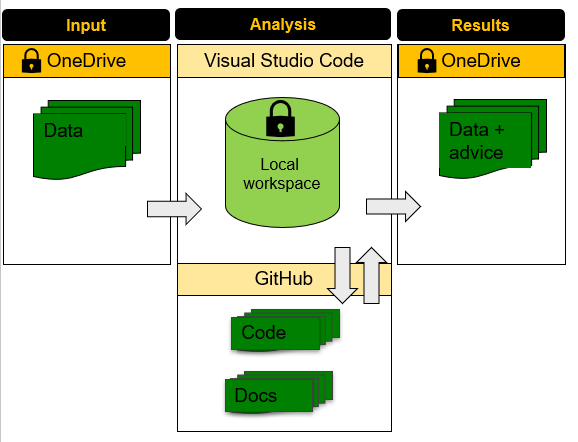 Input
Analysis
Results
OneDrive
Visual Studio Code
OneDrive
Data
Local
workspace
Data +
advice
GitHub
Code
Docs